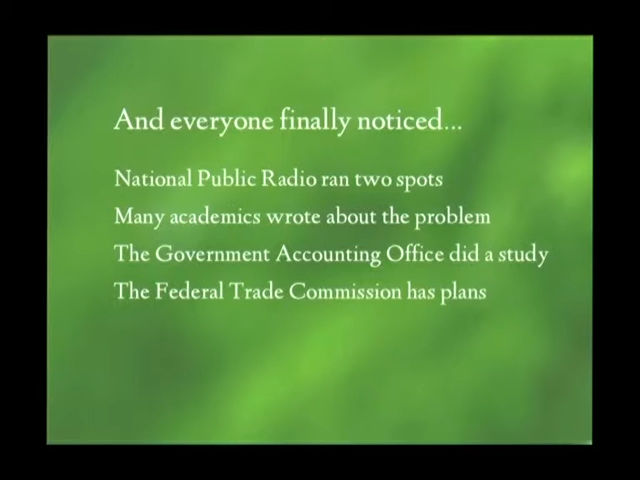 And everyone finally noticed...
National Public Radio ran two spots
Many academics wrote about the problem
The Government Accounting Office did a study
The Federal Trade Commission has plans